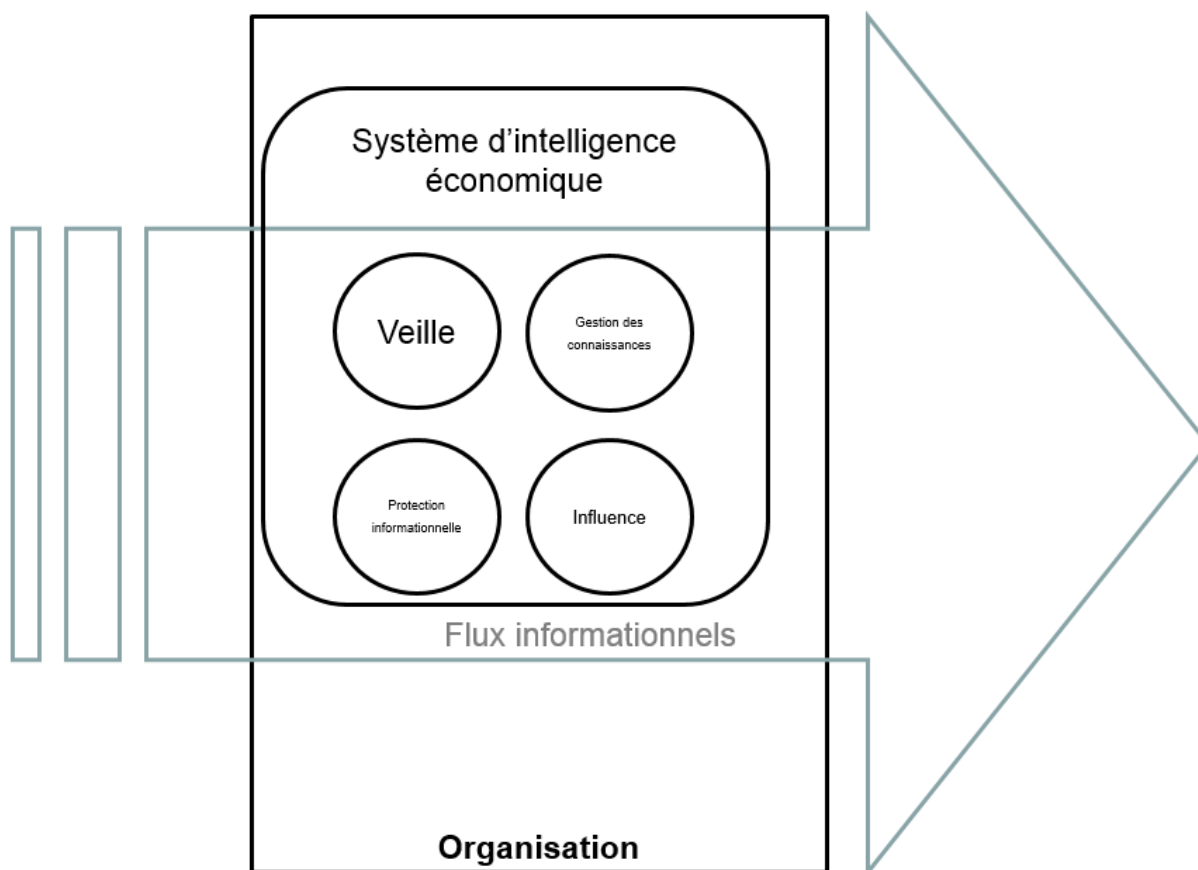 Système d’intelligence
économique
Veille
Gestion des
connaissances
Protection
informationnelle
Influence
Flux informationnels
Organisation